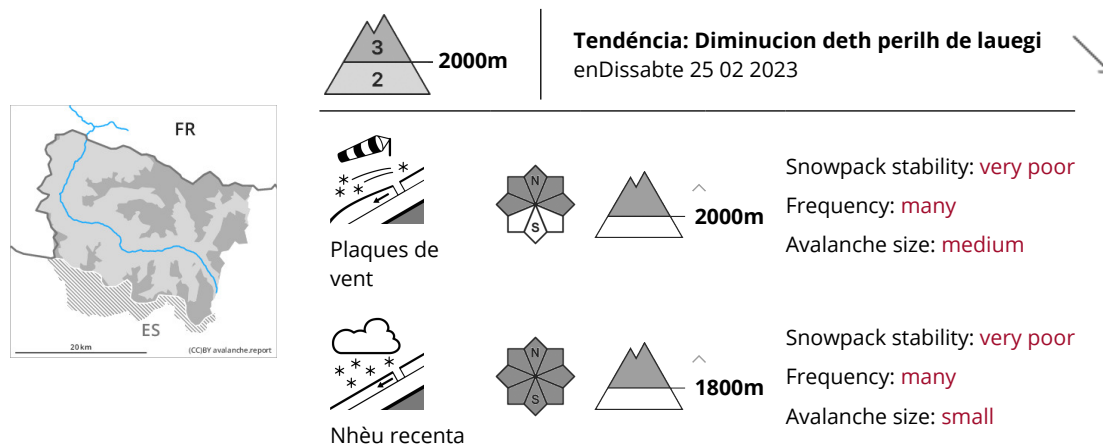 3
2000m
2
Tendéncia: Diminucion deth perilh de lauegi
enDissabte 25 02 2023
FR
ES
20 km
(CC)BY avalanche.report
N
S
2000m
Plaques de
vent
Snowpack stability: very poor
Frequency: many
Avalanche size: medium
N
S
1800m
Nhèu recenta
Snowpack stability: very poor
Frequency: many
Avalanche size: small